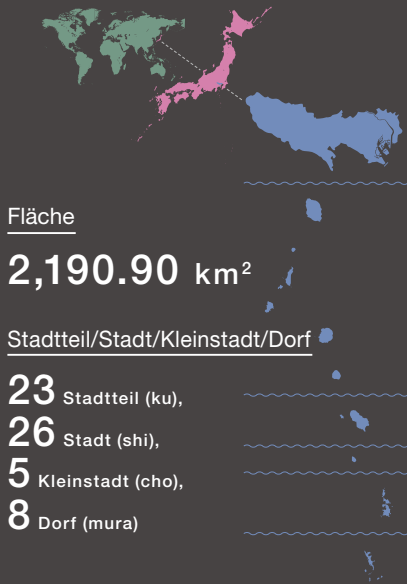 Fläche
2,190.90 km²
Stadtteil/Stadt/Kleinstadt/Dorf
23 Stadtteil (ku),
26 Stadt (shi),
5 Kleinstadt (cho),
8 Dorf (mura)